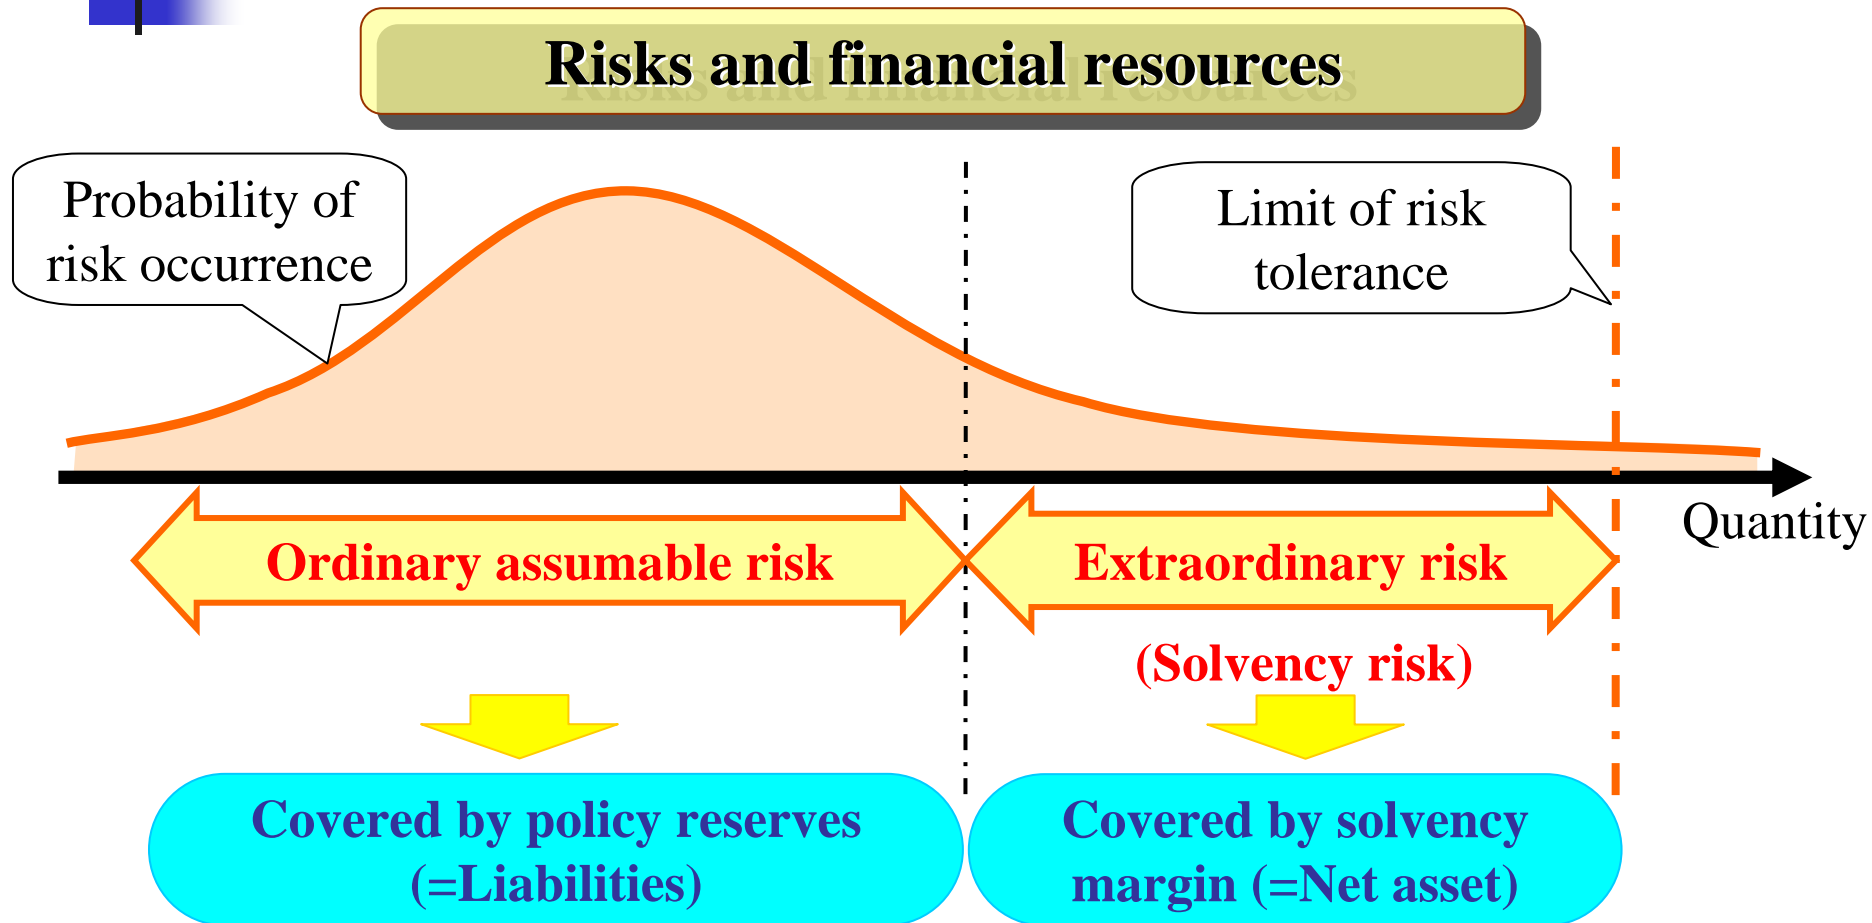 Risks and financial resources
Probability of
risk occurrence
Limit of risk
tolerance
Quantity
Ordinary assumable risk
Extraordinary risk
(Solvency risk)
Covered by policy reserves
(=Liabilities)
Covered by solvency
margin (=Net asset)